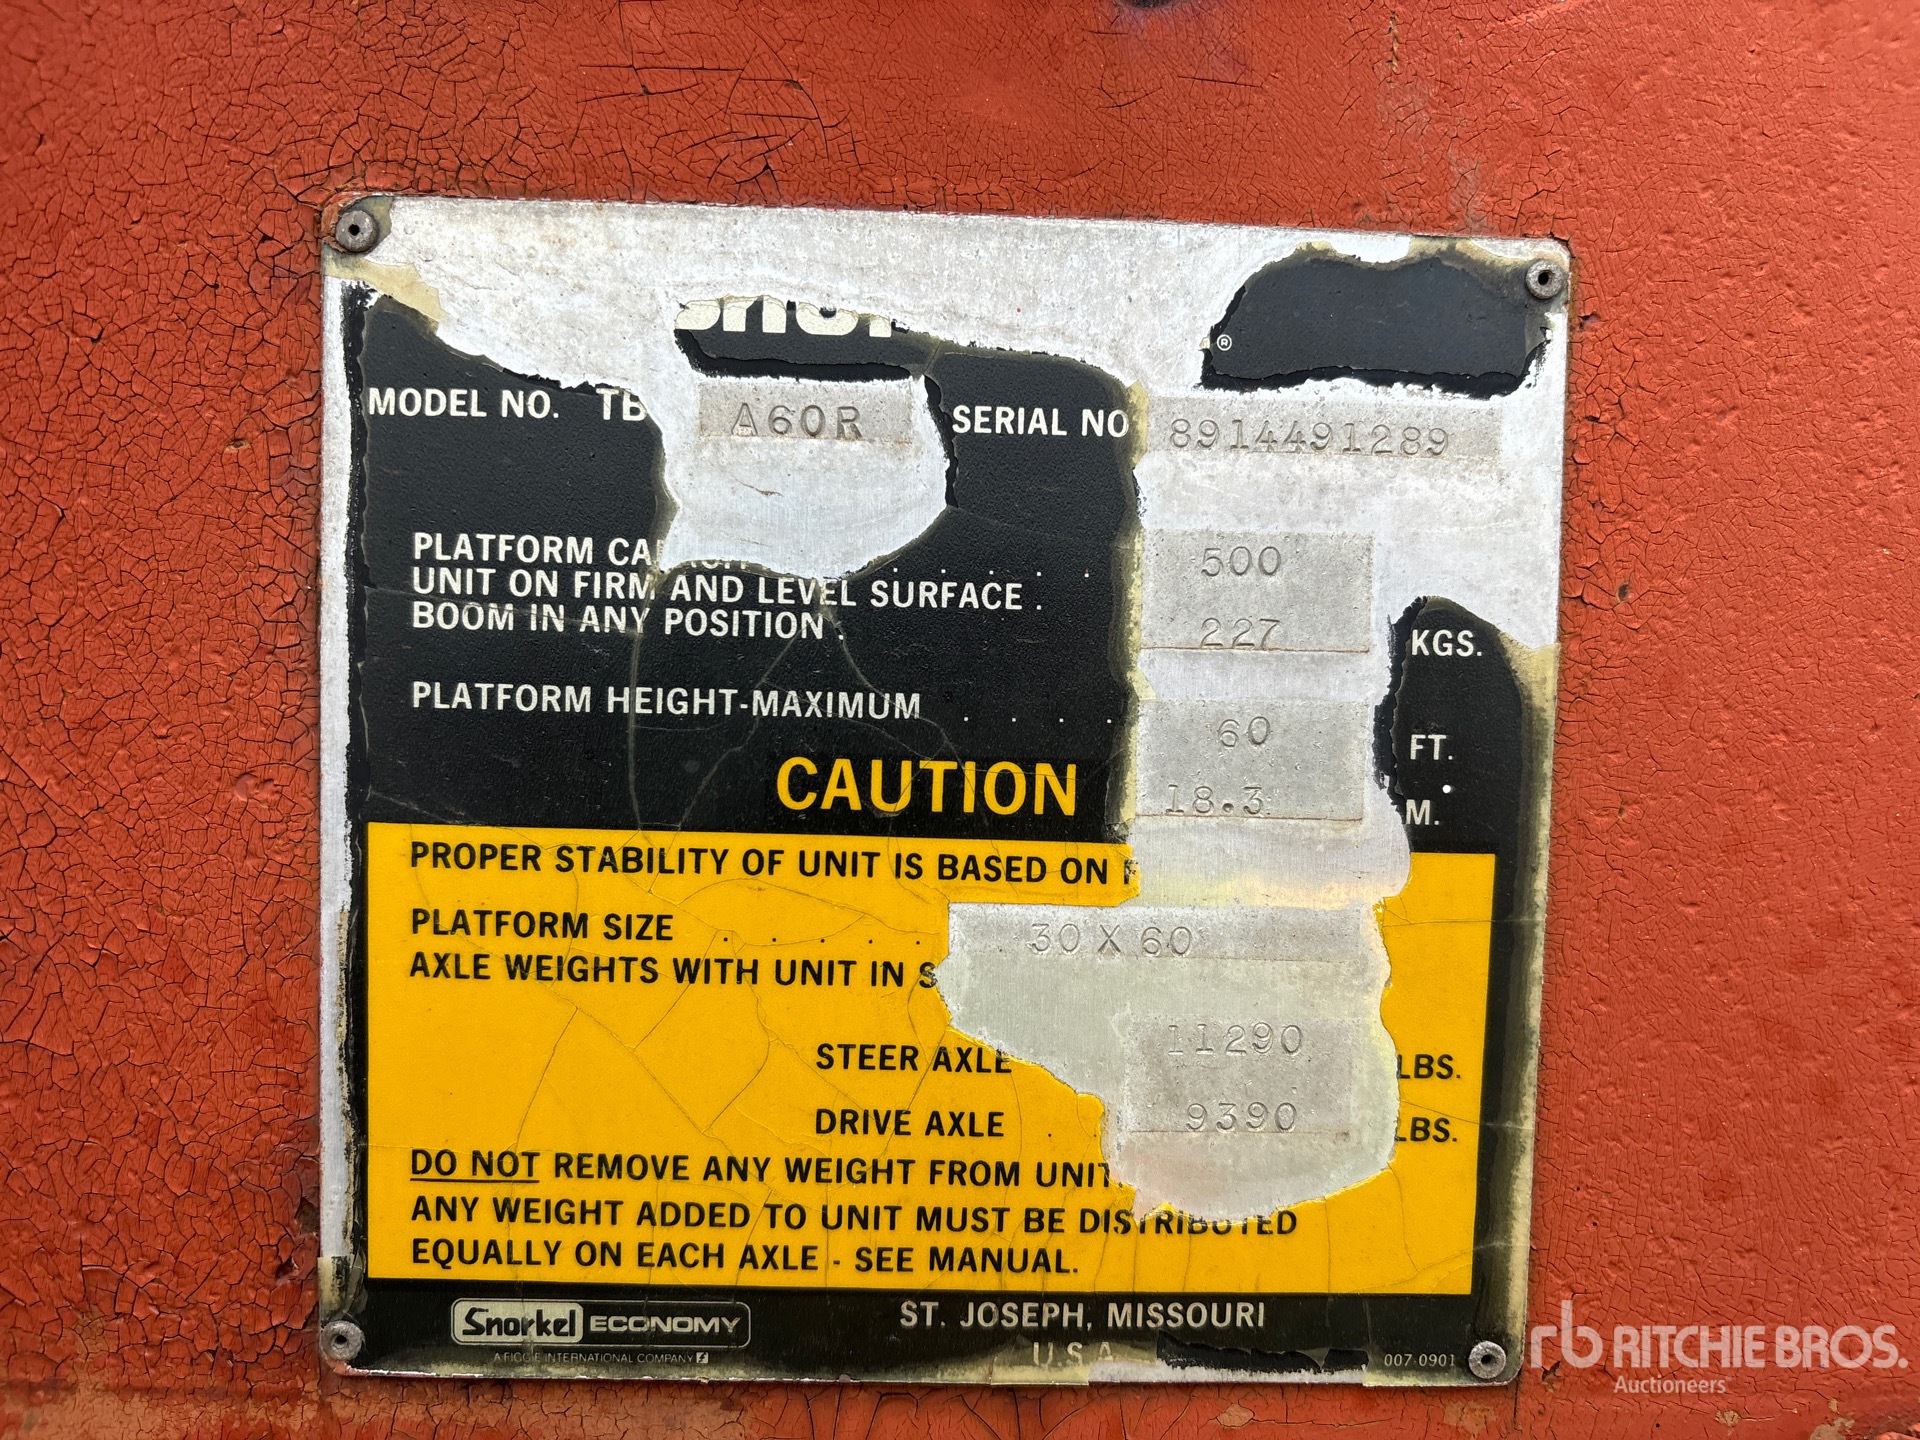 ®
MODEL NO. TB A60R SERIAL NO 8914491289
PLATFORM CA . . . . . 500
UNIT ON FIRM AND LEVEL SURFACE .
BOOM IN ANY POSITION . 227 KGS.
PLATFORM HEIGHT-MAXIMUM . . . . . 60 FT.
CAUTION 18.3 M.
PROPER STABILITY OF UNIT IS BASED ON
PLATFORM SIZE . . . . . 30 X 60
AXLE WEIGHTS WITH UNIT IN S
STEER AXLE 11290 LBS.
DRIVE AXLE . . 9390 LBS.
DO NOT REMOVE ANY WEIGHT FROM UNIT.
ANY WEIGHT ADDED TO UNIT MUST BE DISTRIBUTED
EQUALLY ON EACH AXLE - SEE MANUAL.
Snorkel ECONOMY ST. JOSEPH, MISSOURI
A FIGGIE INTERNATIONAL COMPANY U.S.A. 007-0901
rb RITCHIE BROS.
Auctioneers